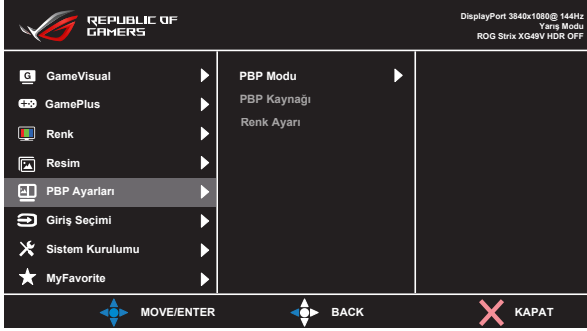 REPUBLIC OF
GAMERS
DisplayPort 3840x1080@ 144Hz
Yarış Modu
ROG Strix XG49V HDR OFF
G
GameVisual
GamePlus
Renk
Resim
PBP Ayarları
Giriş Seçimi
Sistem Kurulumu
MyFavorite
PBP Modu
PBP Kaynağı
Renk Ayarı
MOVE/ENTER
BACK
KAPAT